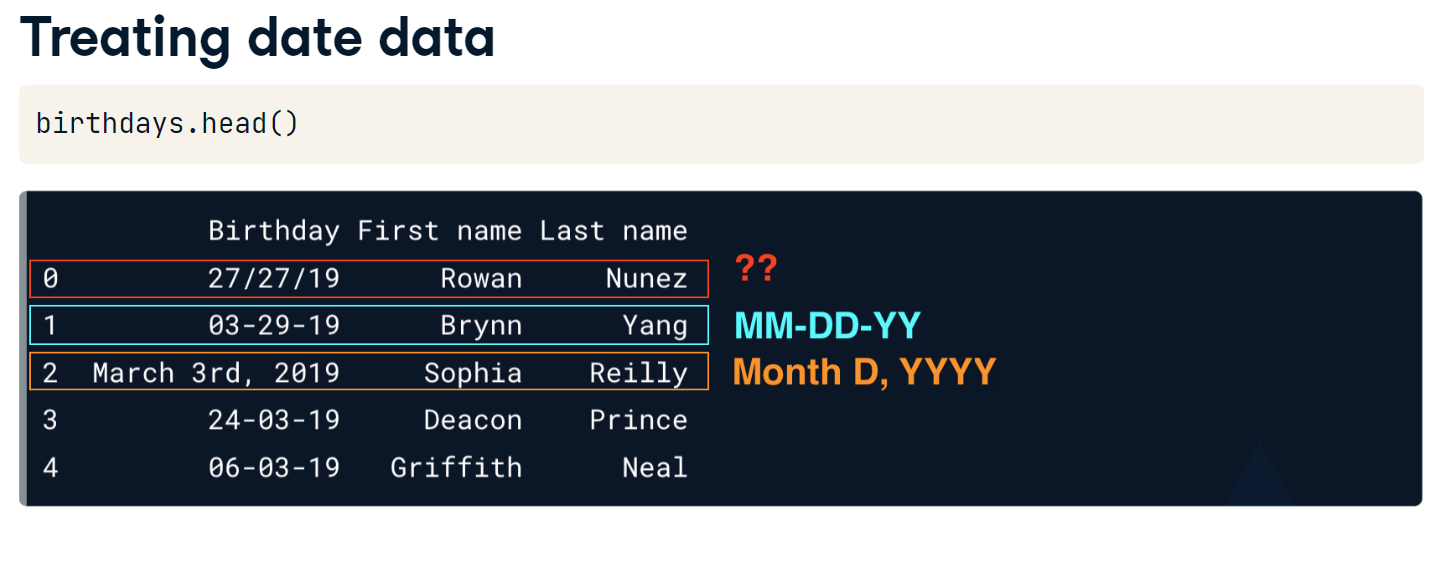 Treating date data
birthdays.head()
Birthday First name Last name
0 27/27/19 Rowan Nunez ??
1 03-29-19 Brynn Yang MM-DD-YY
2 March 3rd, 2019 Sophia Reilly Month D, YYYY
3 24-03-19 Deacon Prince
4 06-03-19 Griffith Neal